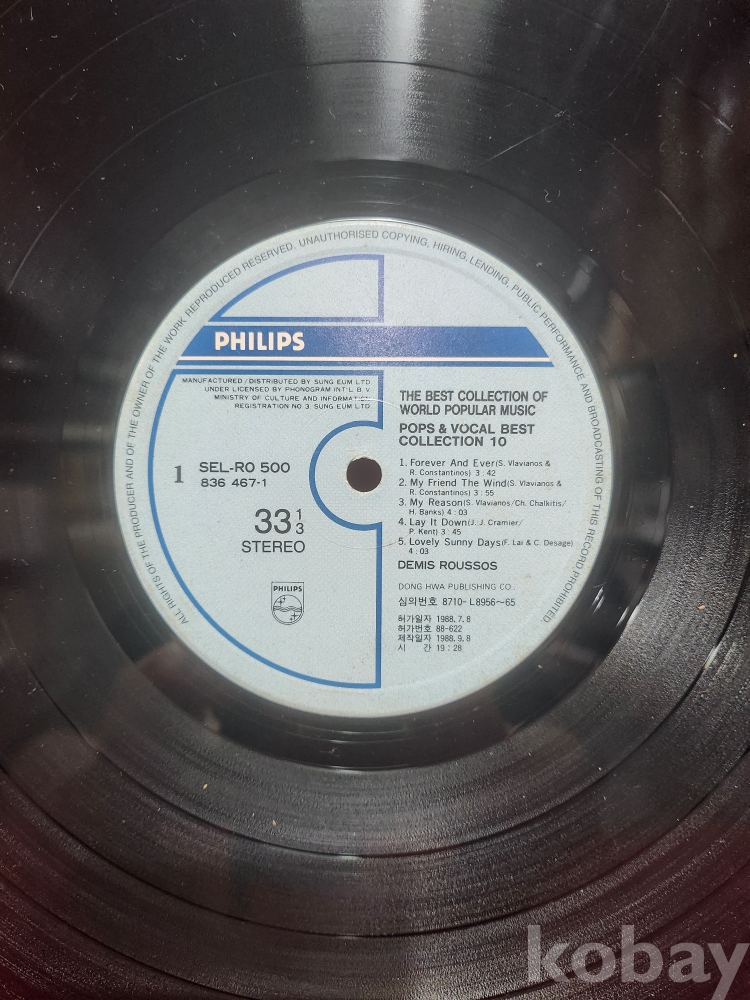 ALL RIGHTS OF THE PRODUCER AND OF THE OWNER OF THE WORK REPRODUCED RESERVED. UNAUTHORISED COPYING, HIRING, LENDING, PUBLIC PERFORMANCE AND BROADCASTING OF THIS RECORD PROHIBITED.
PHILIPS
MANUFACTURED / DISTRIBUTED BY SUNG EUM LTD
UNDER LICENSED BY PHONOGRAM INT'L B. V.
MINISTRY OF CULTURE AND INFORMATION
REGISTRATION NO 3. SUNG EUM LTD
1
SEL-RO 500
836 467-1
33 1/3
STEREO
PHILIPS
THE BEST COLLECTION OF
WORLD POPULAR MUSIC
POPS & VOCAL BEST
COLLECTION 10
1. Forever And Ever(S. Vlavianos &
R. Constantinos) 3 : 42
2. My Friend The Wind(S. Vlavianos &
R. Constantinos) 3 : 55
3. My Reason(S. Vlavianos/Ch. Chalkitis/
H. Banks) 4 : 03
4. Lay It Down(J. J. Cramier/
P. Kent) 3 : 45
5. Lovely Sunny Days(F. Lai & C. Desage)
4 : 03
DEMIS ROUSSOS
DONG HWA PUBLISHING CO.
심의번호 8710-L8956~65
허가일자 1988.7.8
허가번호 88-622
제작일자 1988.9.8
시 간 19 : 28
kobay